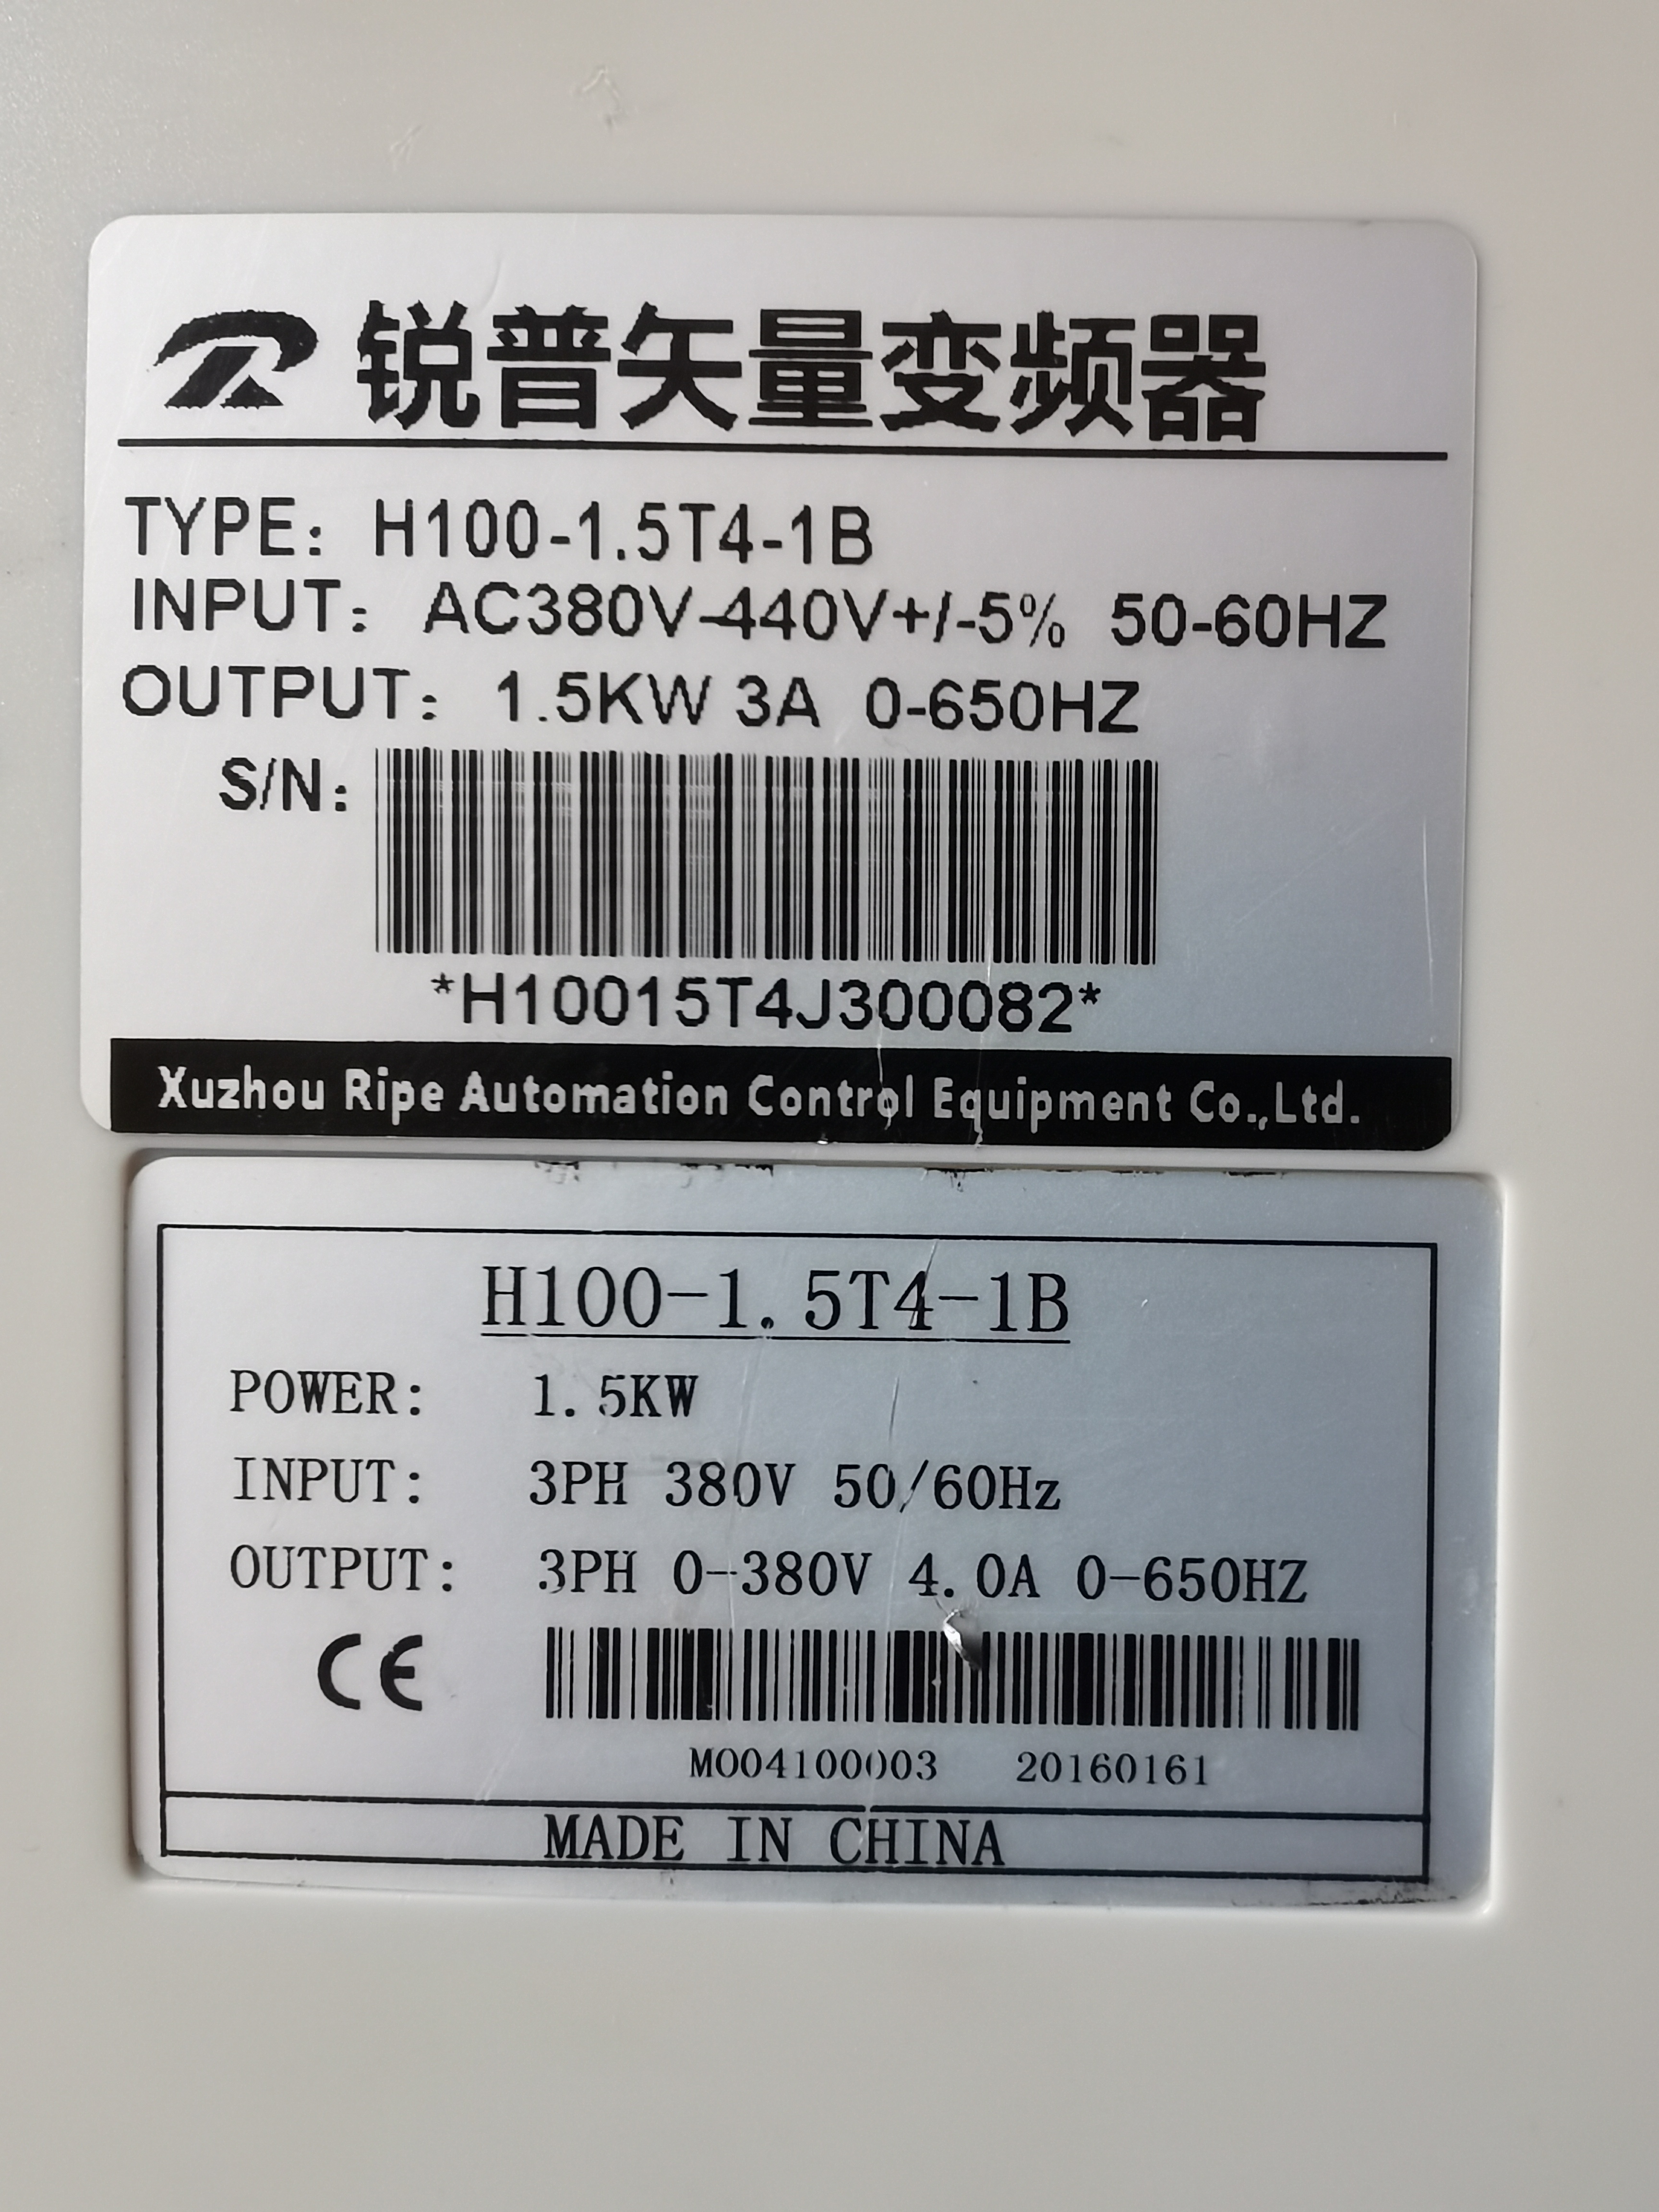 锐普矢量变频器
TYPE: H100-1.5T4-1B
INPUT: AC380V-440V+/-5% 50-60HZ
OUTPUT: 1.5KW 3A 0-650HZ
S/N:
*H10015T4J300082*
Xuzhou Ripe Automation Control Equipment Co.,Ltd.
H100-1.5T4-1B
POWER: 1.5KW
INPUT: 3PH 380V 50/60Hz
OUTPUT: 3PH 0-380V 4.0A 0-650HZ
CE
M004100003 20160161
MADE IN CHINA